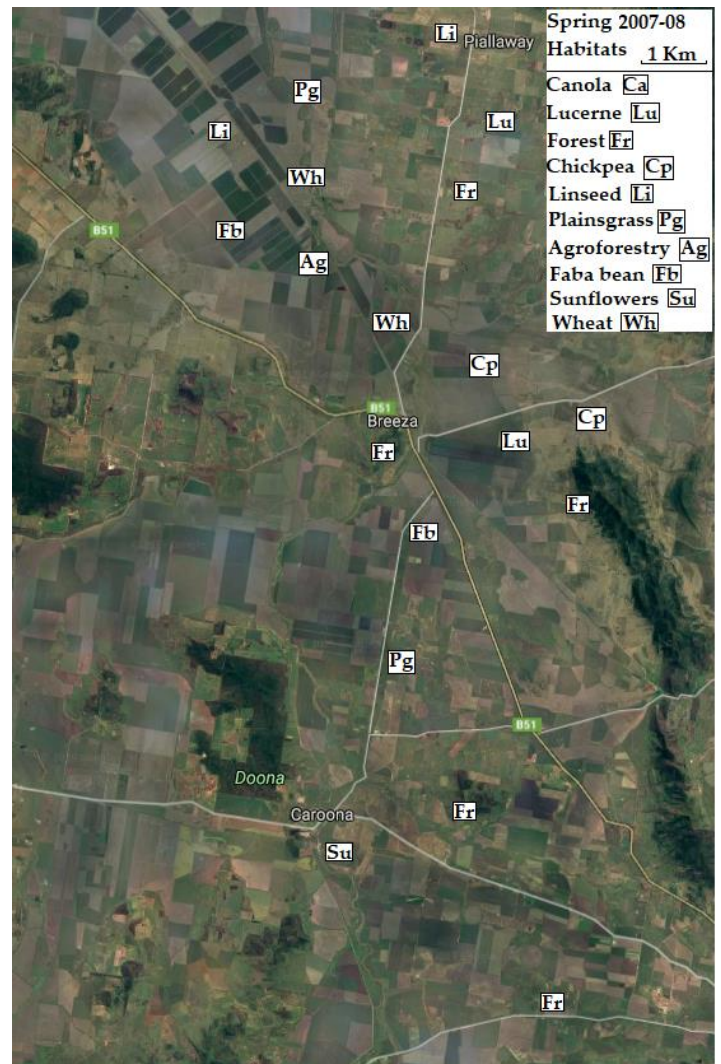 Spring 2007-08
Habitats 1 Km
Canola Ca
Lucerne Lu
Forest Fr
Chickpea Cp
Linseed Li
Plainsgrass Pg
Agroforestry Ag
Faba bean Fb
Sunflowers Su
Wheat Wh
Li
Piallaway
Pg
Lu
Li
Wh
Fr
Fb
B51
Ag
Wh
Cp
B51
Breeza
Cp
Lu
Fr
Fr
Fb
Pg
B51
Doona
Caroona
Fr
Su
Fr